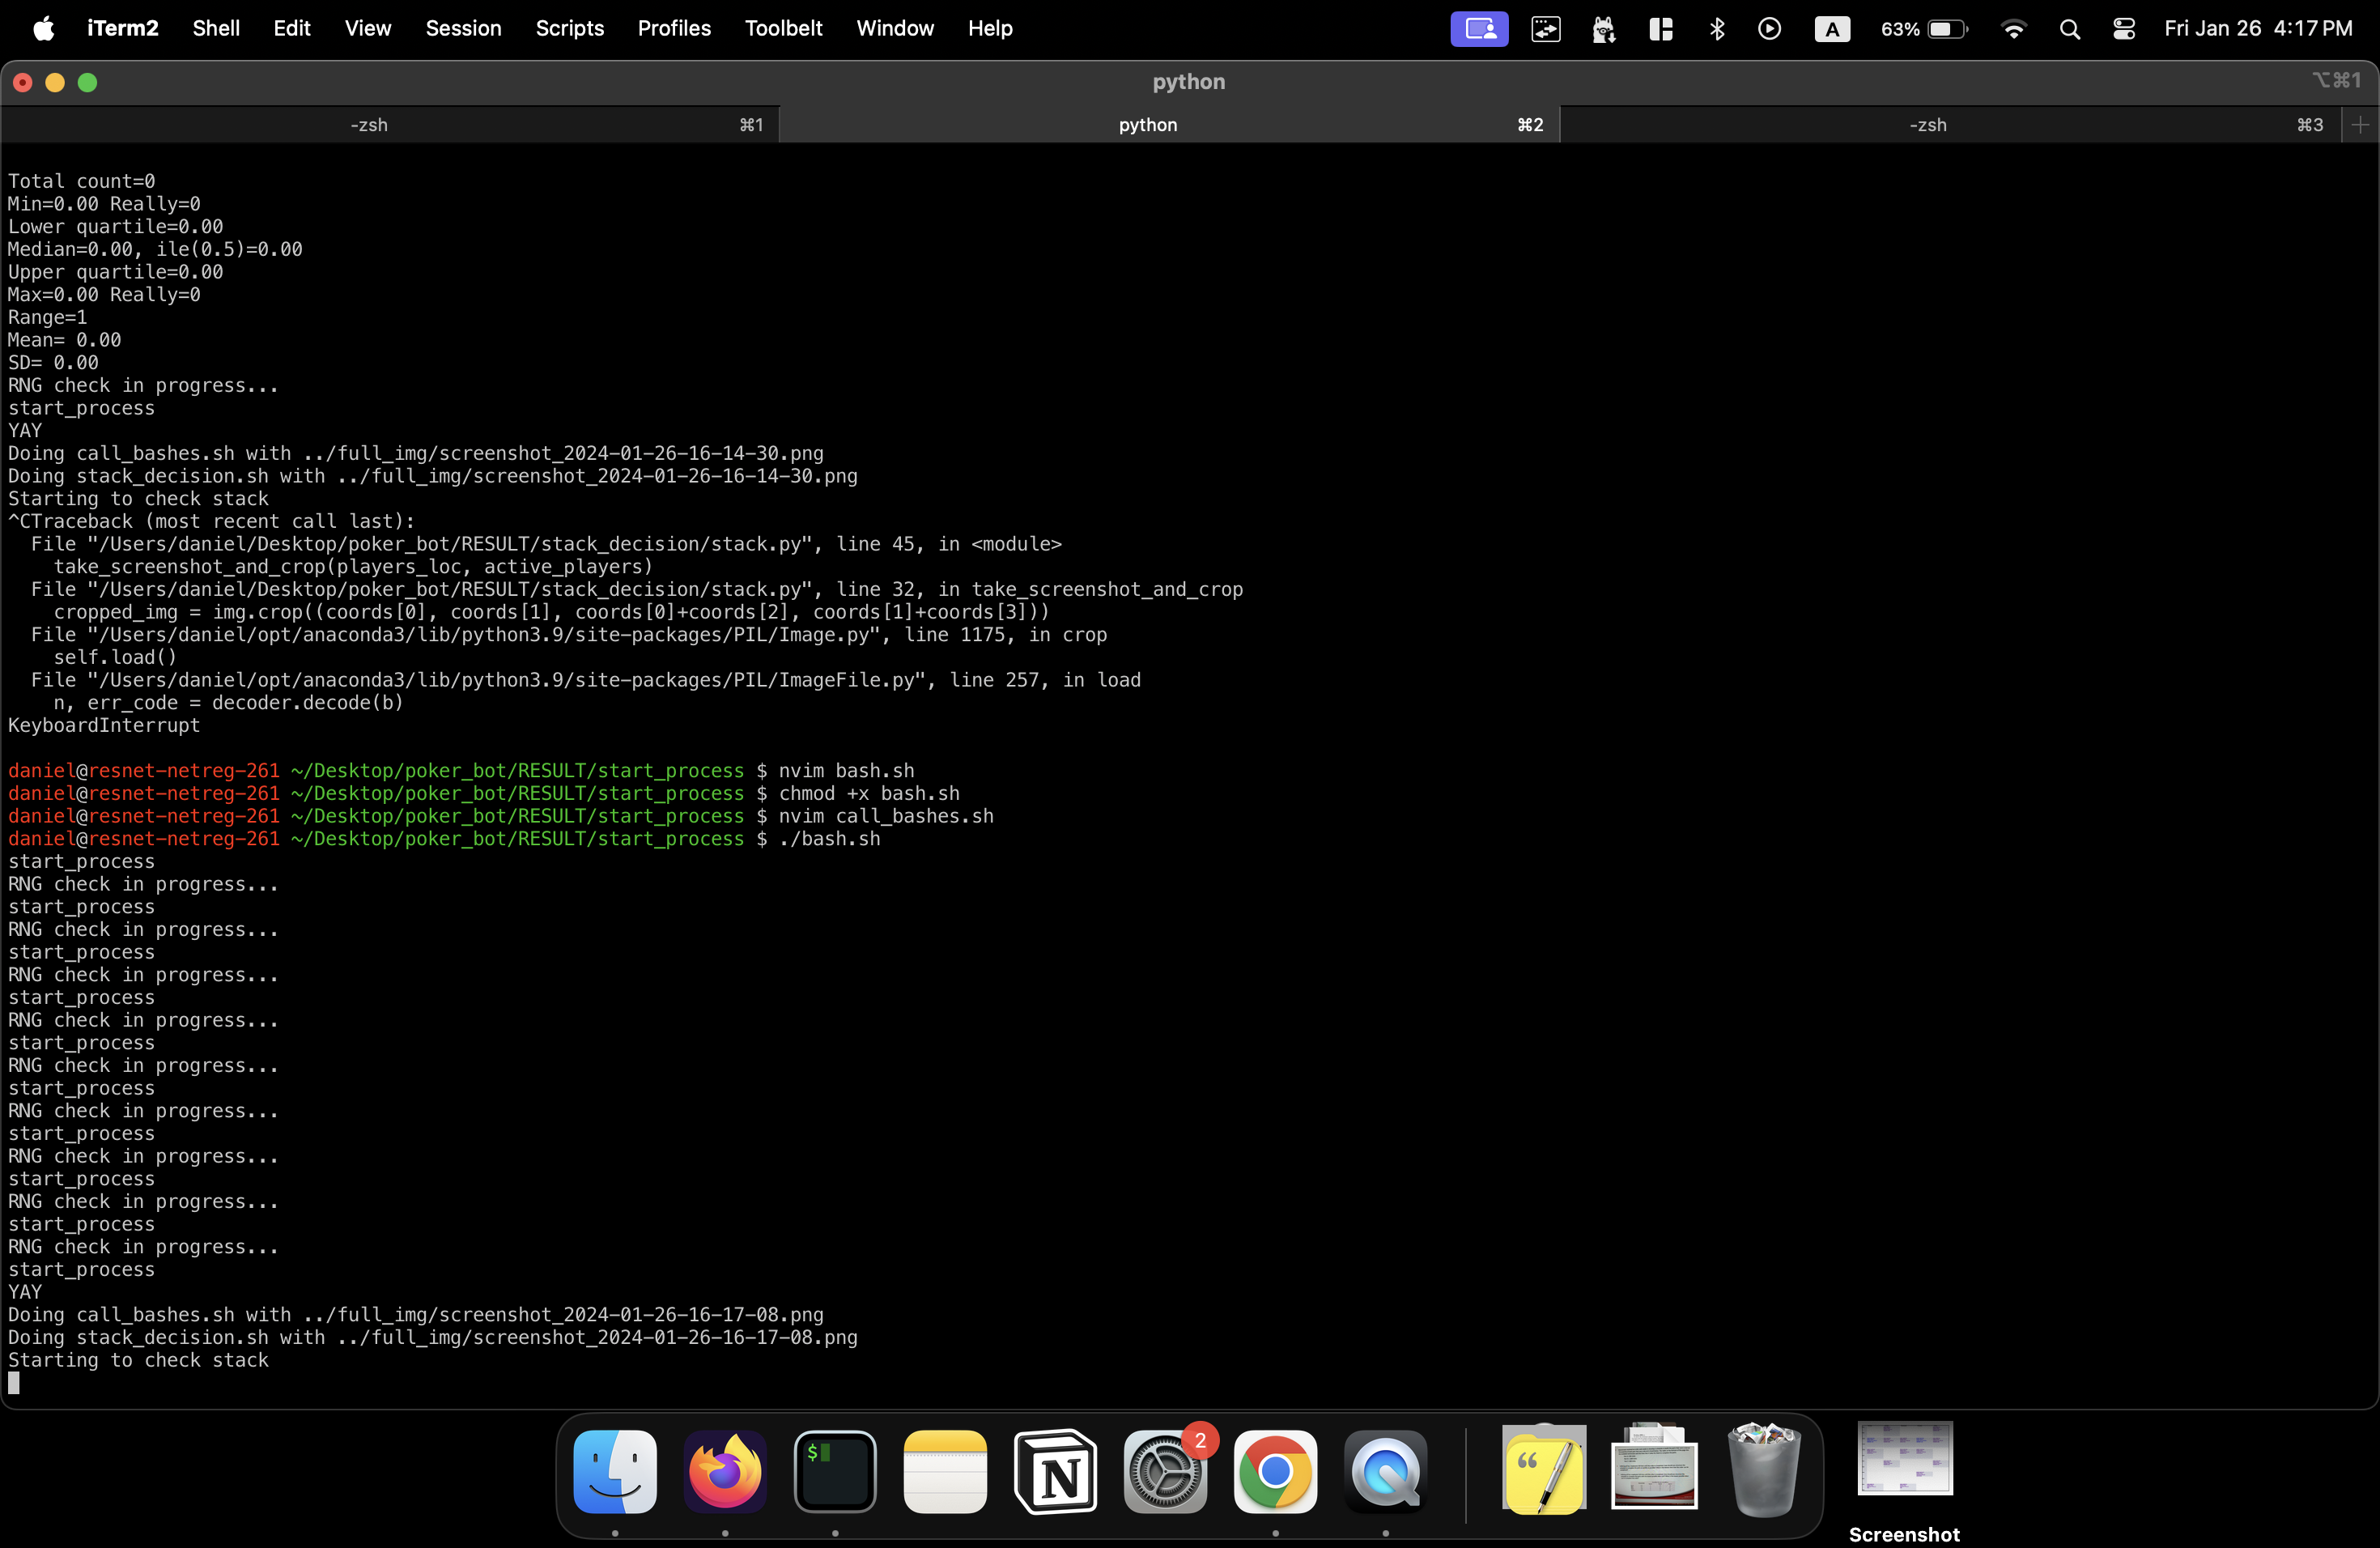 iTerm2 Shell Edit View Session Scripts Profiles Toolbelt Window Help A 63% Fri Jan 26 4:17 PM
python ⌥⌘1
-zsh ⌘1 python ⌘2 -zsh ⌘3
Total count=0
Min=0.00 Really=0
Lower quartile=0.00
Median=0.00, ile(0.5)=0.00
Upper quartile=0.00
Max=0.00 Really=0
Range=1
Mean= 0.00
SD= 0.00
RNG check in progress...
start_process
YAY
Doing call_bashes.sh with ../full_img/screenshot_2024-01-26-16-14-30.png
Doing stack_decision.sh with ../full_img/screenshot_2024-01-26-16-14-30.png
Starting to check stack
^CTraceback (most recent call last):
  File "/Users/daniel/Desktop/poker_bot/RESULT/stack_decision/stack.py", line 45, in <module>
    take_screenshot_and_crop(players_loc, active_players)
  File "/Users/daniel/Desktop/poker_bot/RESULT/stack_decision/stack.py", line 32, in take_screenshot_and_crop
    cropped_img = img.crop((coords[0], coords[1], coords[0]+coords[2], coords[1]+coords[3]))
  File "/Users/daniel/opt/anaconda3/lib/python3.9/site-packages/PIL/Image.py", line 1175, in crop
    self.load()
  File "/Users/daniel/opt/anaconda3/lib/python3.9/site-packages/PIL/ImageFile.py", line 257, in load
    n, err_code = decoder.decode(b)
KeyboardInterrupt
daniel@resnet-netreg-261 ~/Desktop/poker_bot/RESULT/start_process $ nvim bash.sh
daniel@resnet-netreg-261 ~/Desktop/poker_bot/RESULT/start_process $ chmod +x bash.sh
daniel@resnet-netreg-261 ~/Desktop/poker_bot/RESULT/start_process $ nvim call_bashes.sh
daniel@resnet-netreg-261 ~/Desktop/poker_bot/RESULT/start_process $ ./bash.sh
start_process
RNG check in progress...
start_process
RNG check in progress...
start_process
RNG check in progress...
start_process
RNG check in progress...
start_process
RNG check in progress...
start_process
RNG check in progress...
start_process
RNG check in progress...
start_process
RNG check in progress...
start_process
RNG check in progress...
start_process
YAY
Doing call_bashes.sh with ../full_img/screenshot_2024-01-26-16-17-08.png
Doing stack_decision.sh with ../full_img/screenshot_2024-01-26-16-17-08.png
Starting to check stack
$
N
2
Screenshot